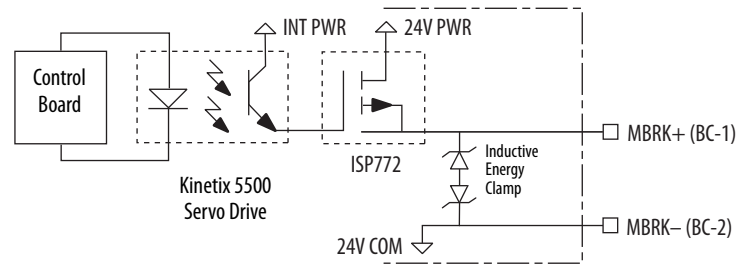 INT PWR
24V PWR
Control
Board
MBRK+ (BC-1)
ISP772
Inductive
Energy
Clamp
Kinetix 5500
Servo Drive
MBRK– (BC-2)
24V COM